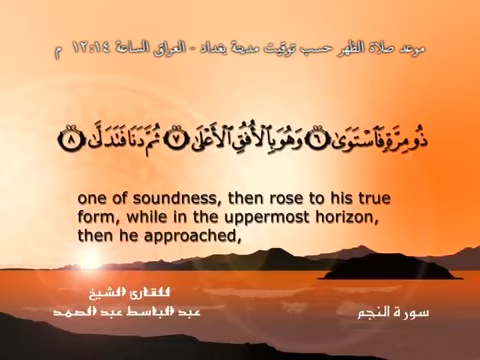 موعد صلاة الظهر حسب توقيت مدينة بغداد - العراق الساعة ١٢:١٤ م
ذُو مِرَّةٍ فَاسْتَوَىٰ ٦ وَهُوَ بِالْأُفُقِ الْأَعْلَىٰ ٧ ثُمَّ دَنَا فَتَدَلَّىٰ ٨
one of soundness, then rose to his true
form, while in the uppermost horizon,
then he approached,
للقارئ الشيخ
عبد الباسط عبد الصمد
سورة النجم